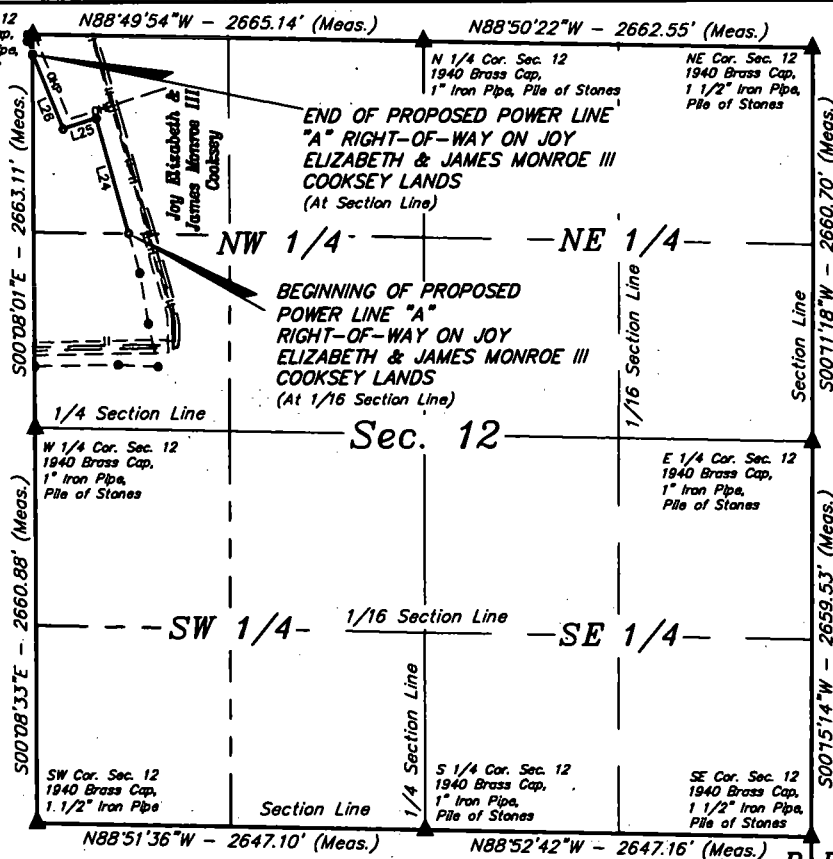 N88°49'54"W - 2665.14' (Meas.)
N88°50'22"W - 2662.55' (Meas.)
12
N 1/4 Cor. Sec. 12
1940 Brass Cap,
1" Iron Pipe, Pile of Stones
NE Cor. Sec. 12
1940 Brass Cap,
1 1/2" Iron Pipe,
Pile of Stones
OHP
L26
L25
L24
Joy Elizabeth &
James Monroe III
Cooksey
END OF PROPOSED POWER LINE
"A" RIGHT-OF-WAY ON JOY
ELIZABETH & JAMES MONROE III
COOKSEY LANDS
(At Section Line)
S00°08'01"E - 2663.11' (Meas.)
S00°11'18"W - 2660.70' (Meas.)
NW 1/4
NE 1/4
BEGINNING OF PROPOSED
POWER LINE "A"
RIGHT-OF-WAY ON JOY
ELIZABETH & JAMES MONROE III
COOKSEY LANDS
(At 1/16 Section Line)
1/16 Section Line
Section Line
1/4 Section Line
Sec. 12
W 1/4 Cor. Sec. 12
1940 Brass Cap,
1" Iron Pipe,
Pile of Stones
E 1/4 Cor. Sec. 12
1940 Brass Cap,
1" Iron Pipe,
Pile of Stones
S00°08'33"E - 2660.88' (Meas.)
S00°15'14"W - 2659.53' (Meas.)
SW 1/4
1/16 Section Line
SE 1/4
1/4 Section Line
SW Cor. Sec. 12
1940 Brass Cap,
1 1/2" Iron Pipe
Section Line
S 1/4 Cor. Sec. 12
1940 Brass Cap,
1" Iron Pipe,
Pile of Stones
SE Cor. Sec. 12
1940 Brass Cap,
1 1/2" Iron Pipe,
Pile of Stones
N88°51'36"W - 2647.10' (Meas.)
N88°52'42"W - 2647.16' (Meas.)